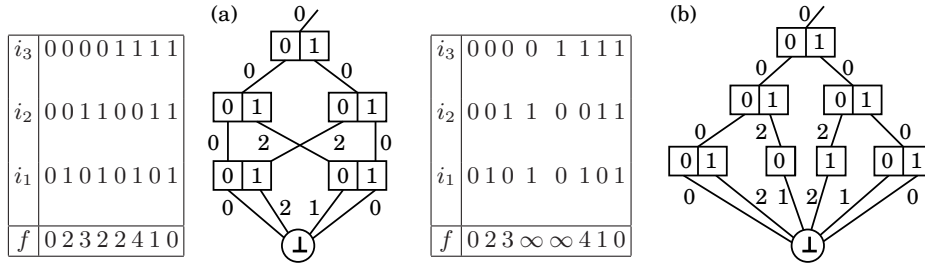 (a)
(b)
0
0
i3 0 0 0 0 1 1 1 1
0 1
i3 0 0 0 0 1 1 1 1
0 1
0 0
0 0
i2 0 0 1 1 0 0 1 1
0 1 0 1
i2 0 0 1 1 0 0 1 1
0 1 0 1
0 2 2 0
0 2 2 0
i1 0 1 0 1 0 1 0 1
0 1 0 1
i1 0 1 0 1 0 1 0 1
0 1 0 1 0 1
0 2 1 0
0 2 1 2 1 0
f 0 2 3 2 2 4 1 0
⊥
f 0 2 3 ∞ ∞ 4 1 0
⊥